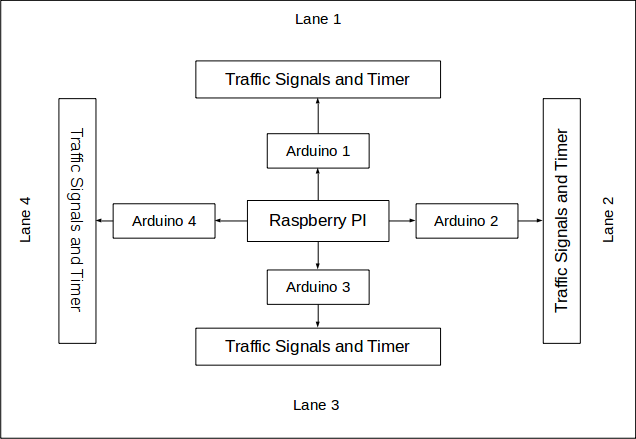 Lane 1
Traffic Signals and Timer
Arduino 1
Lane 4
Traffic Signals and Timer
Arduino 4
Raspberry PI
Arduino 2
Traffic Signals and Timer
Lane 2
Arduino 3
Traffic Signals and Timer
Lane 3